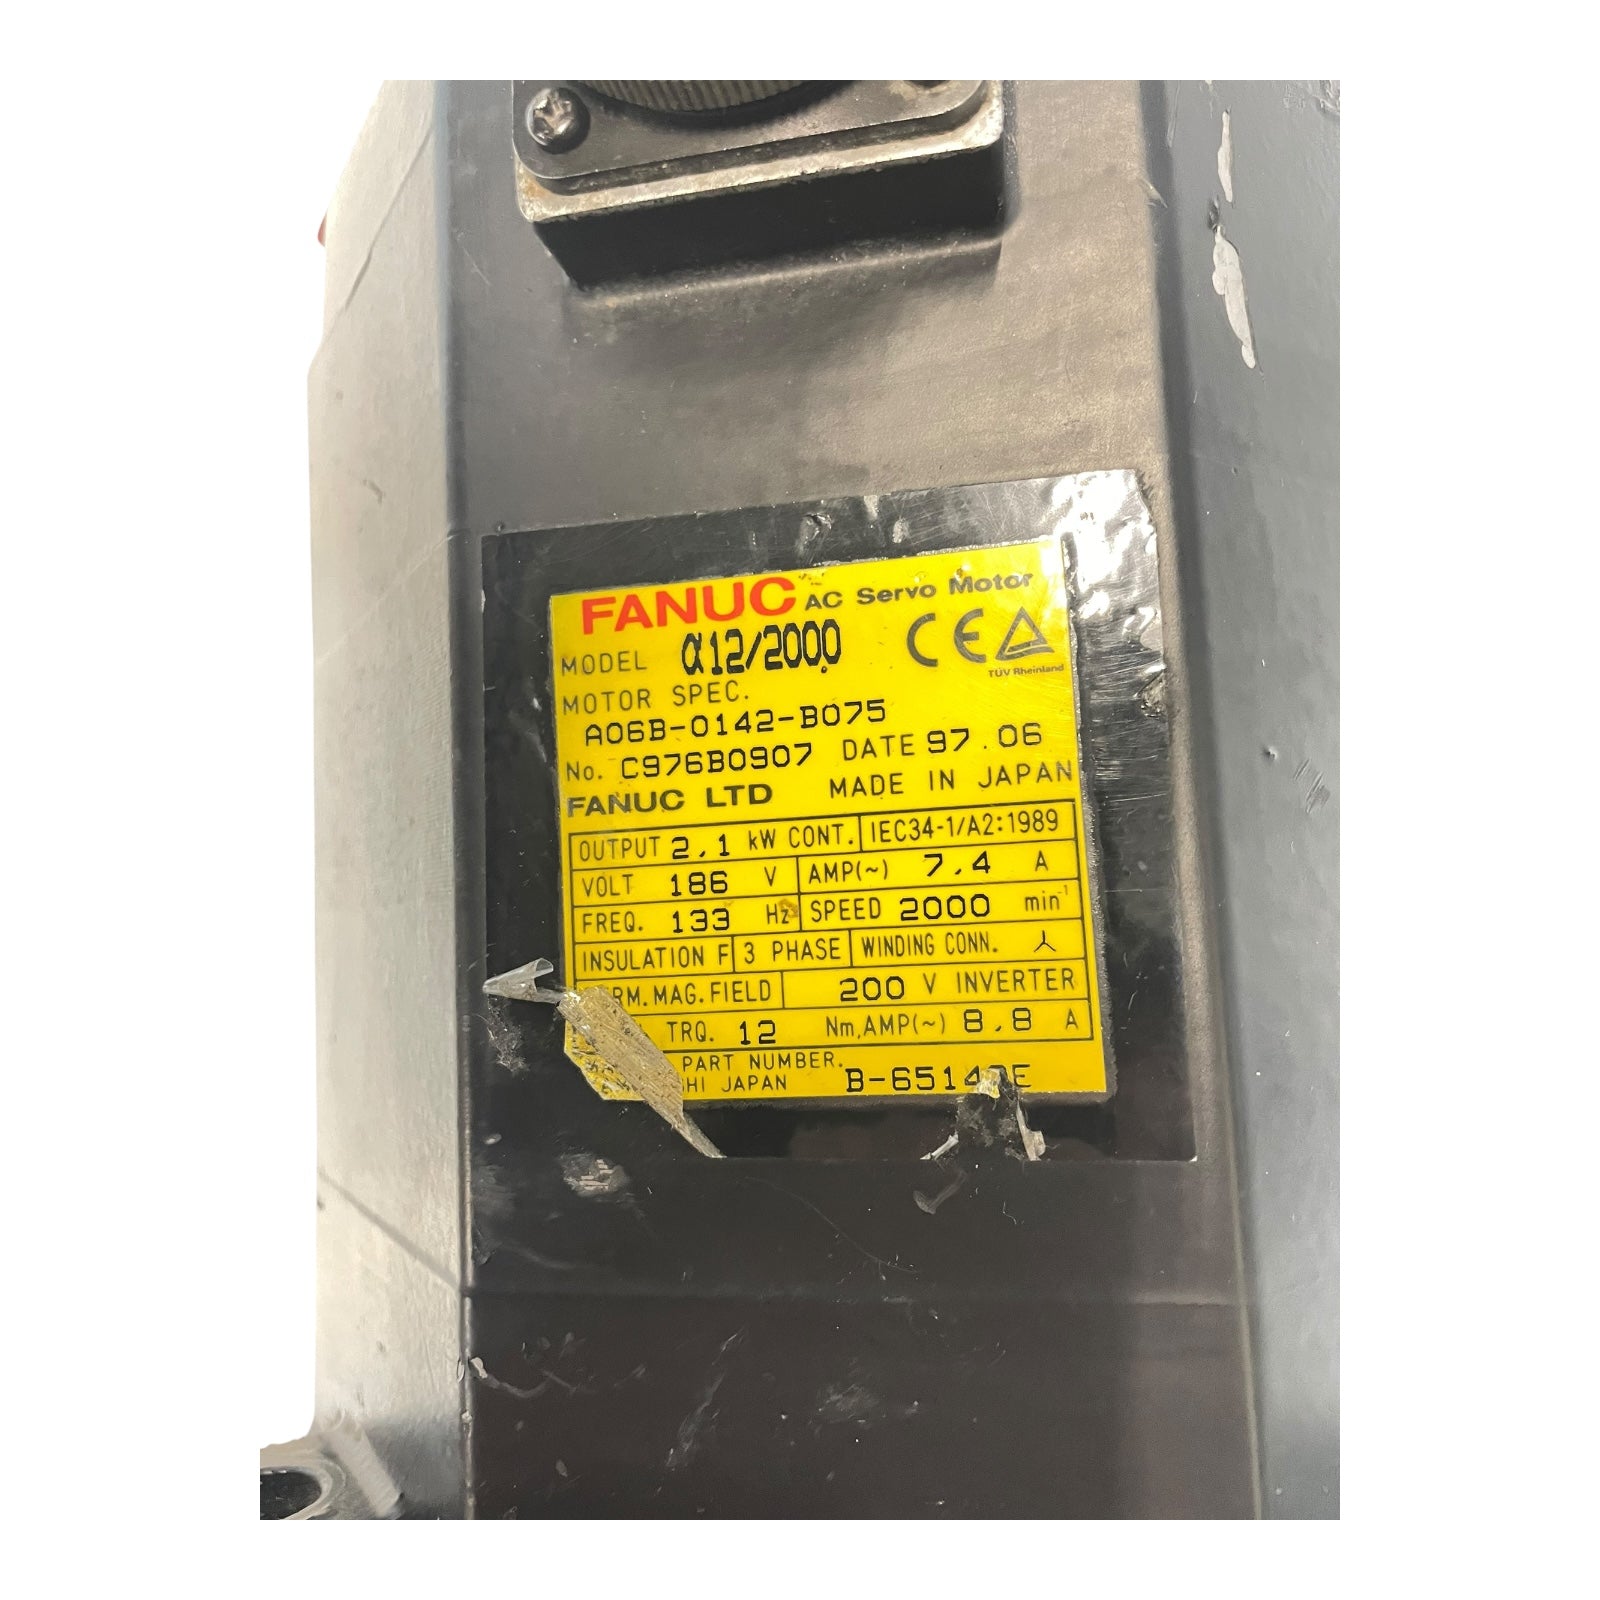 FANUC AC Servo Motor
MODEL α12/2000 CE
TÜV Rheinland
MOTOR SPEC.
A06B-0142-B075
No. C976B0907 DATE 97.06
FANUC LTD MADE IN JAPAN
OUTPUT 2.1 kW CONT. IEC34-1/A2:1989
VOLT 186 V AMP(~) 7.4 A
FREQ. 133 Hz SPEED 2000 min⁻¹
INSULATION F 3 PHASE WINDING CONN.
MAG. FIELD 200 V INVERTER
TRQ. 12 Nm, AMP(~) 8.8 A
PART NUMBER.
JAPAN